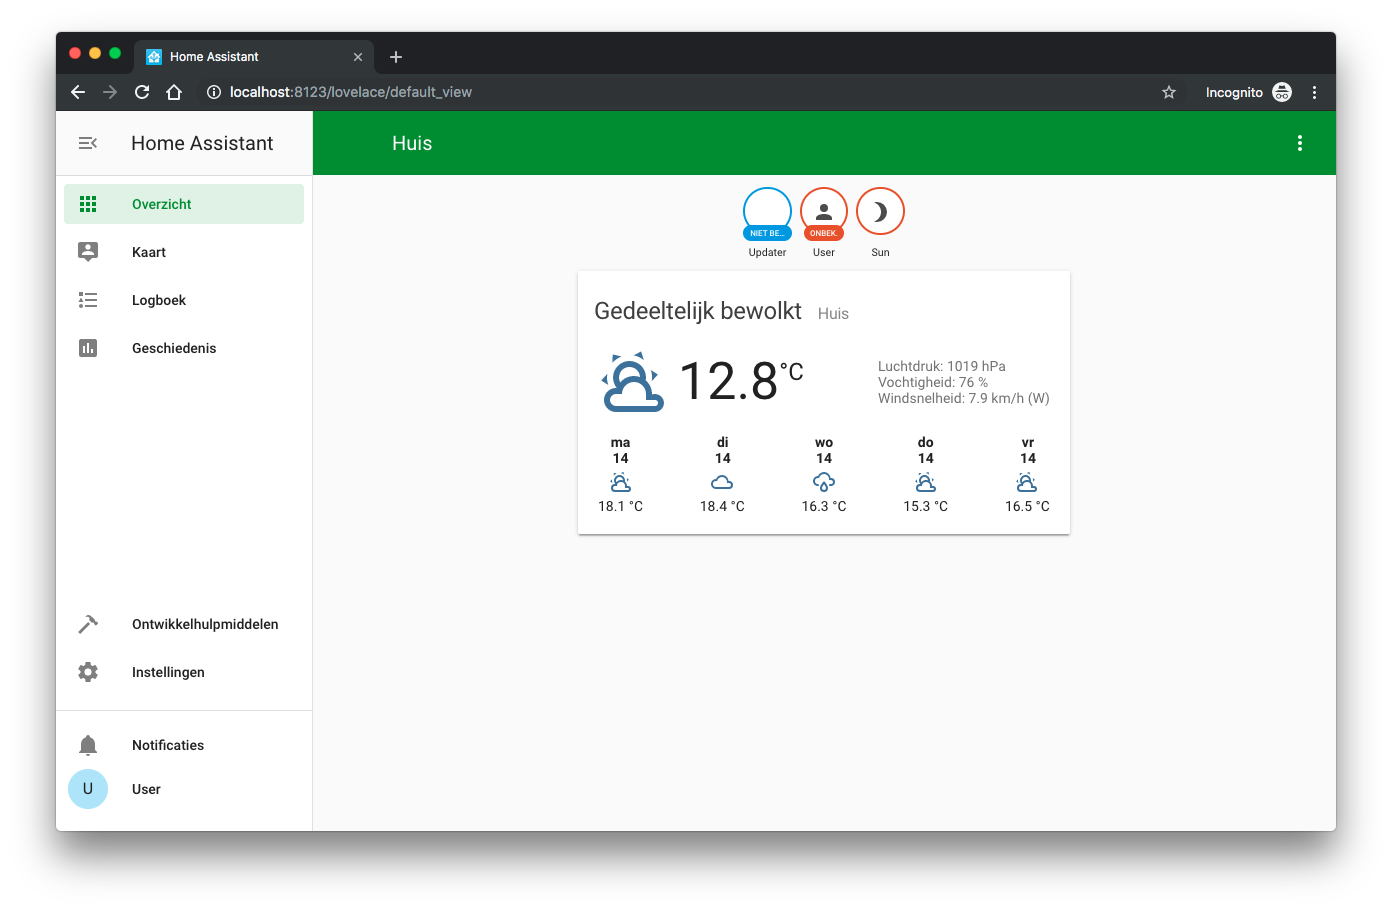 Home Assistant
localhost:8123/lovelace/default_view
Incognito
Home Assistant
Huis
Overzicht
Kaart
Logboek
Geschiedenis
Ontwikkelhulpmiddelen
Instellingen
Notificaties
U
User
NIET BE...
ONBEK.
Updater
User
Sun
Gedeeltelijk bewolkt Huis
12.8 °C
Luchtdruk: 1019 hPa
Vochtigheid: 76 %
Windsnelheid: 7.9 km/h (W)
ma di wo do vr
14 14 14 14 14
18.1 °C 18.4 °C 16.3 °C 15.3 °C 16.5 °C